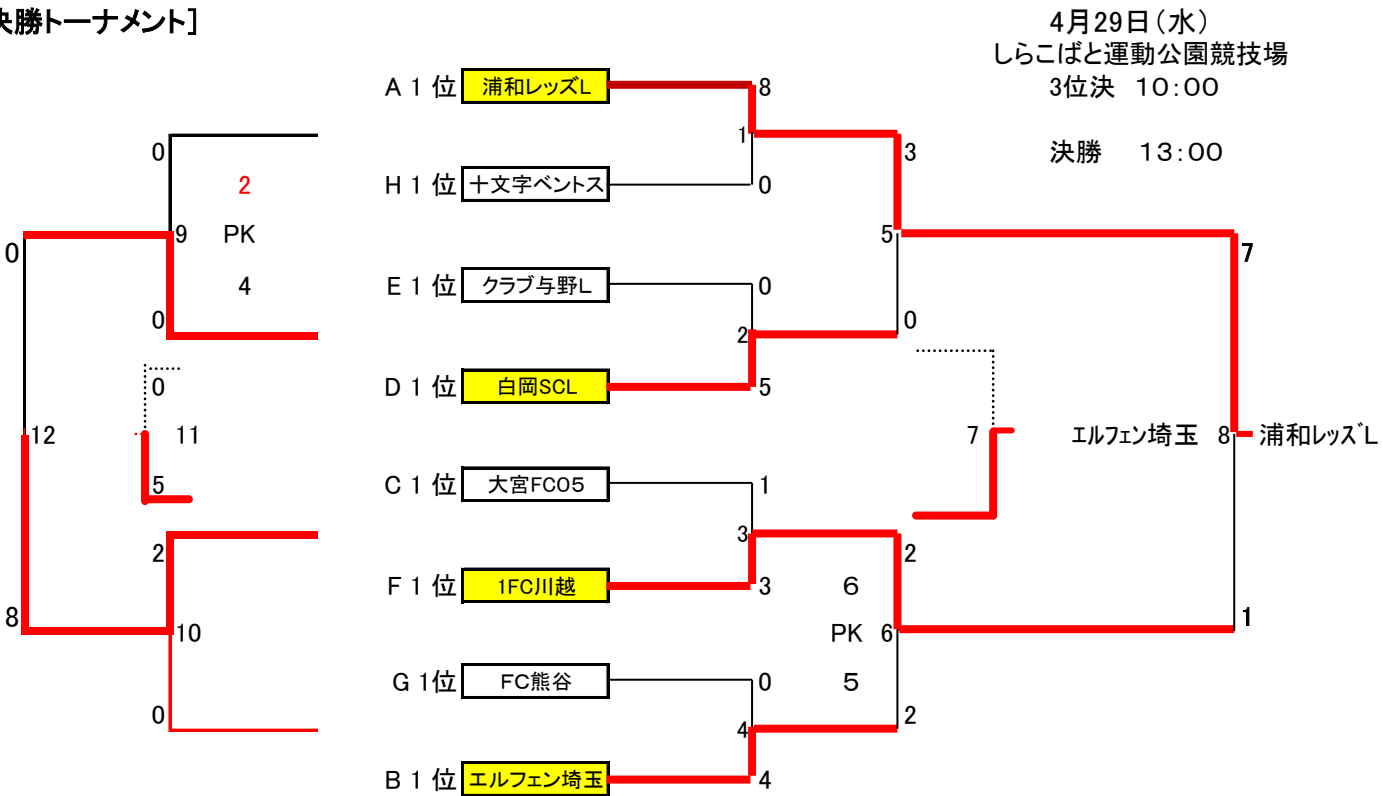 決勝トーナメント]
4月29日(水)
しらこばと運動公園競技場
3位決 10:00
決勝 13:00
A 1 位 浦和レッズL 8
1
H 1 位 十文字ベントス 0
3
5
E 1 位 クラブ与野L 0
2
D 1 位 白岡SCL 5
0
C 1 位 大宮FC05 1
3
F 1 位 1FC川越 3
2
6
PK 6
5
G 1位 FC熊谷 0
4
B 1 位 エルフェン埼玉 4
2
7
7
エルフェン埼玉 8 浦和レッズL
1
0
2
9 PK
4
0
0
0
12
11
5
2
8
10
0